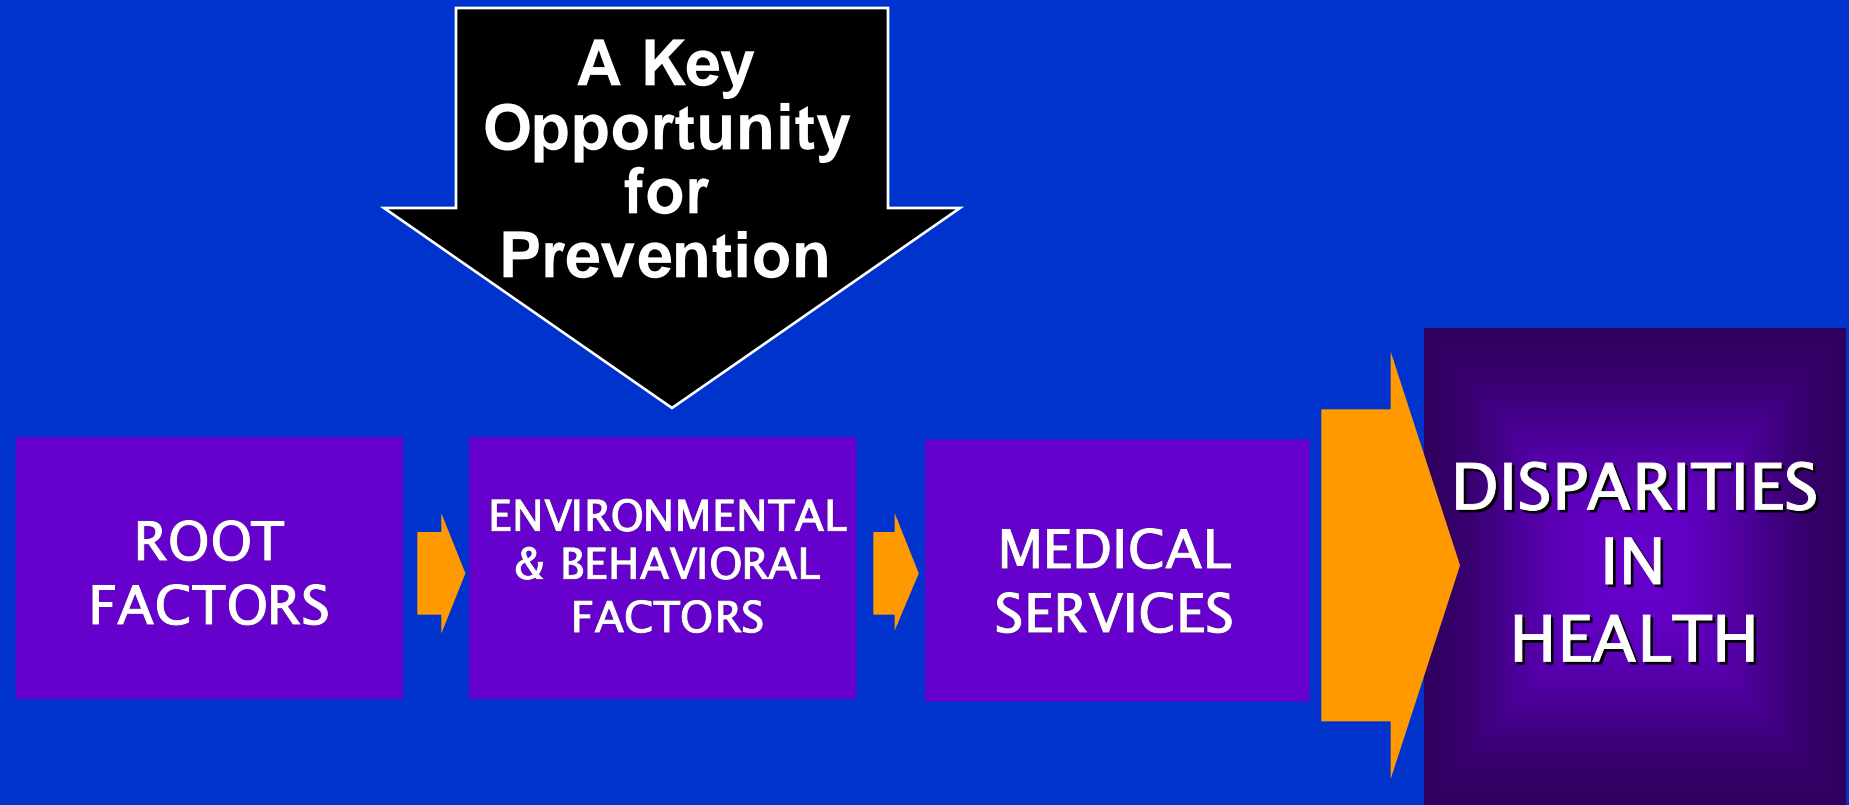 A Key
Opportunity
for
Prevention
ROOT
FACTORS
ENVIRONMENTAL
& BEHAVIORAL
FACTORS
MEDICAL
SERVICES
DISPARITIES
IN
HEALTH